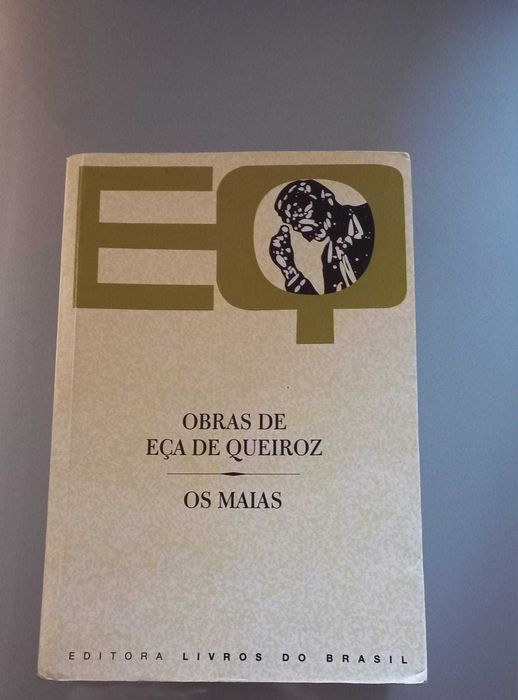 EQ
OBRAS DE
EÇA DE QUEIROZ
OS MAIAS
EDITORA LIVROS DO BRASIL